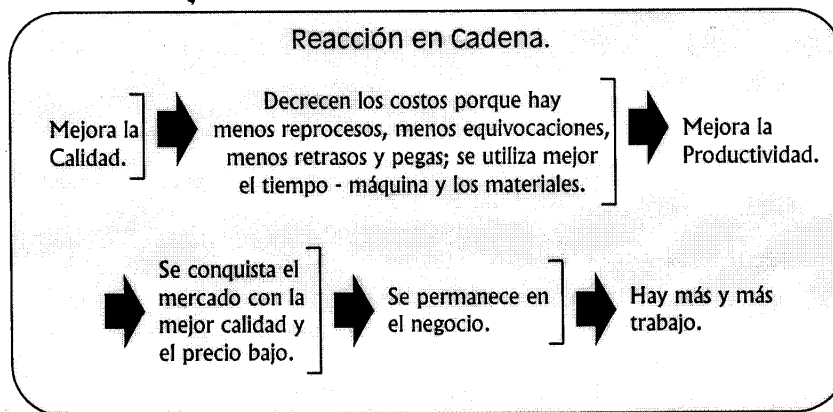 Reacción en Cadena.
Mejora la
Calidad.
Decrecen los costos porque hay
menos reprocesos, menos equivocaciones,
menos retrasos y pegas; se utiliza mejor
el tiempo - máquina y los materiales.
Mejora la
Productividad.
Se conquista el
mercado con la
mejor calidad y
el precio bajo.
Se permanece en
el negocio.
Hay más y más
trabajo.